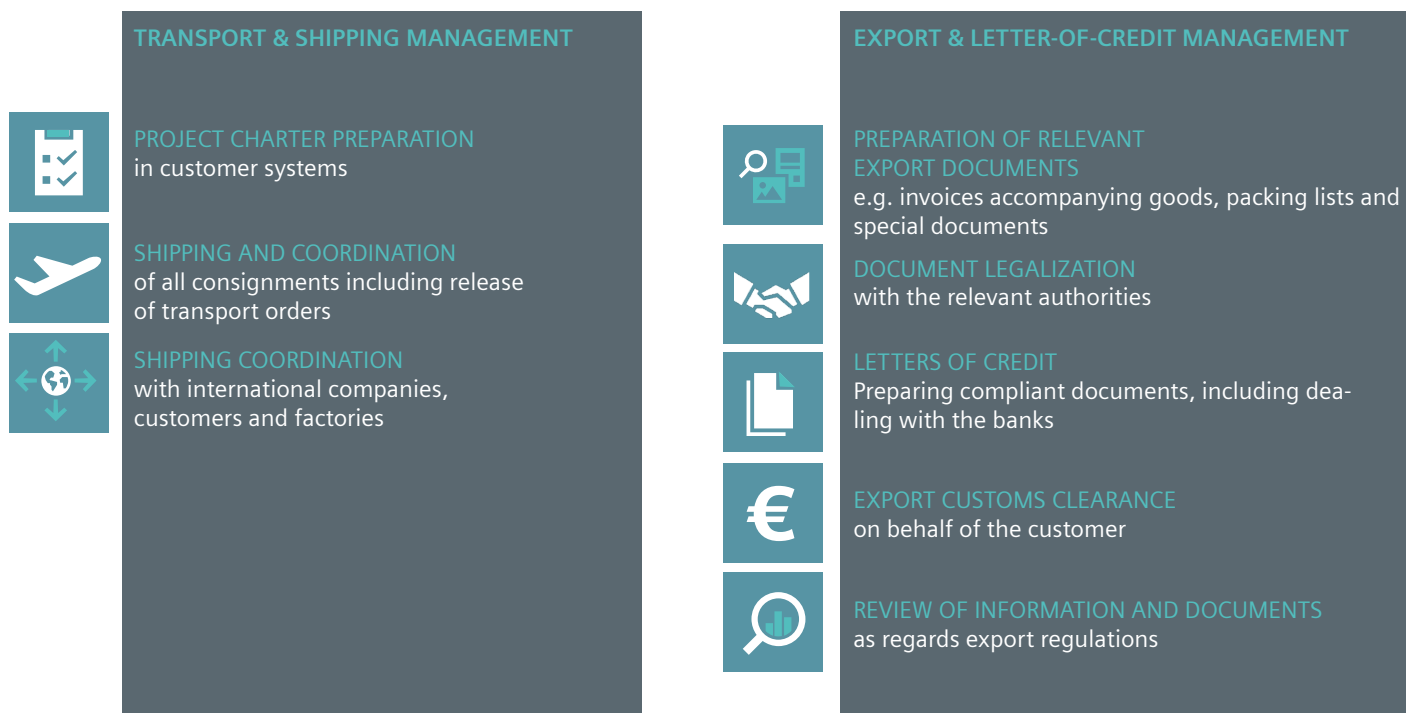 TRANSPORT & SHIPPING MANAGEMENT
PROJECT CHARTER PREPARATION
in customer systems
SHIPPING AND COORDINATION
of all consignments including release
of transport orders
SHIPPING COORDINATION
with international companies,
customers and factories
EXPORT & LETTER-OF-CREDIT MANAGEMENT
PREPARATION OF RELEVANT
EXPORT DOCUMENTS
e.g. invoices accompanying goods, packing lists and
special documents
DOCUMENT LEGALIZATION
with the relevant authorities
LETTERS OF CREDIT
Preparing compliant documents, including dea-
ling with the banks
€
EXPORT CUSTOMS CLEARANCE
on behalf of the customer
REVIEW OF INFORMATION AND DOCUMENTS
as regards export regulations